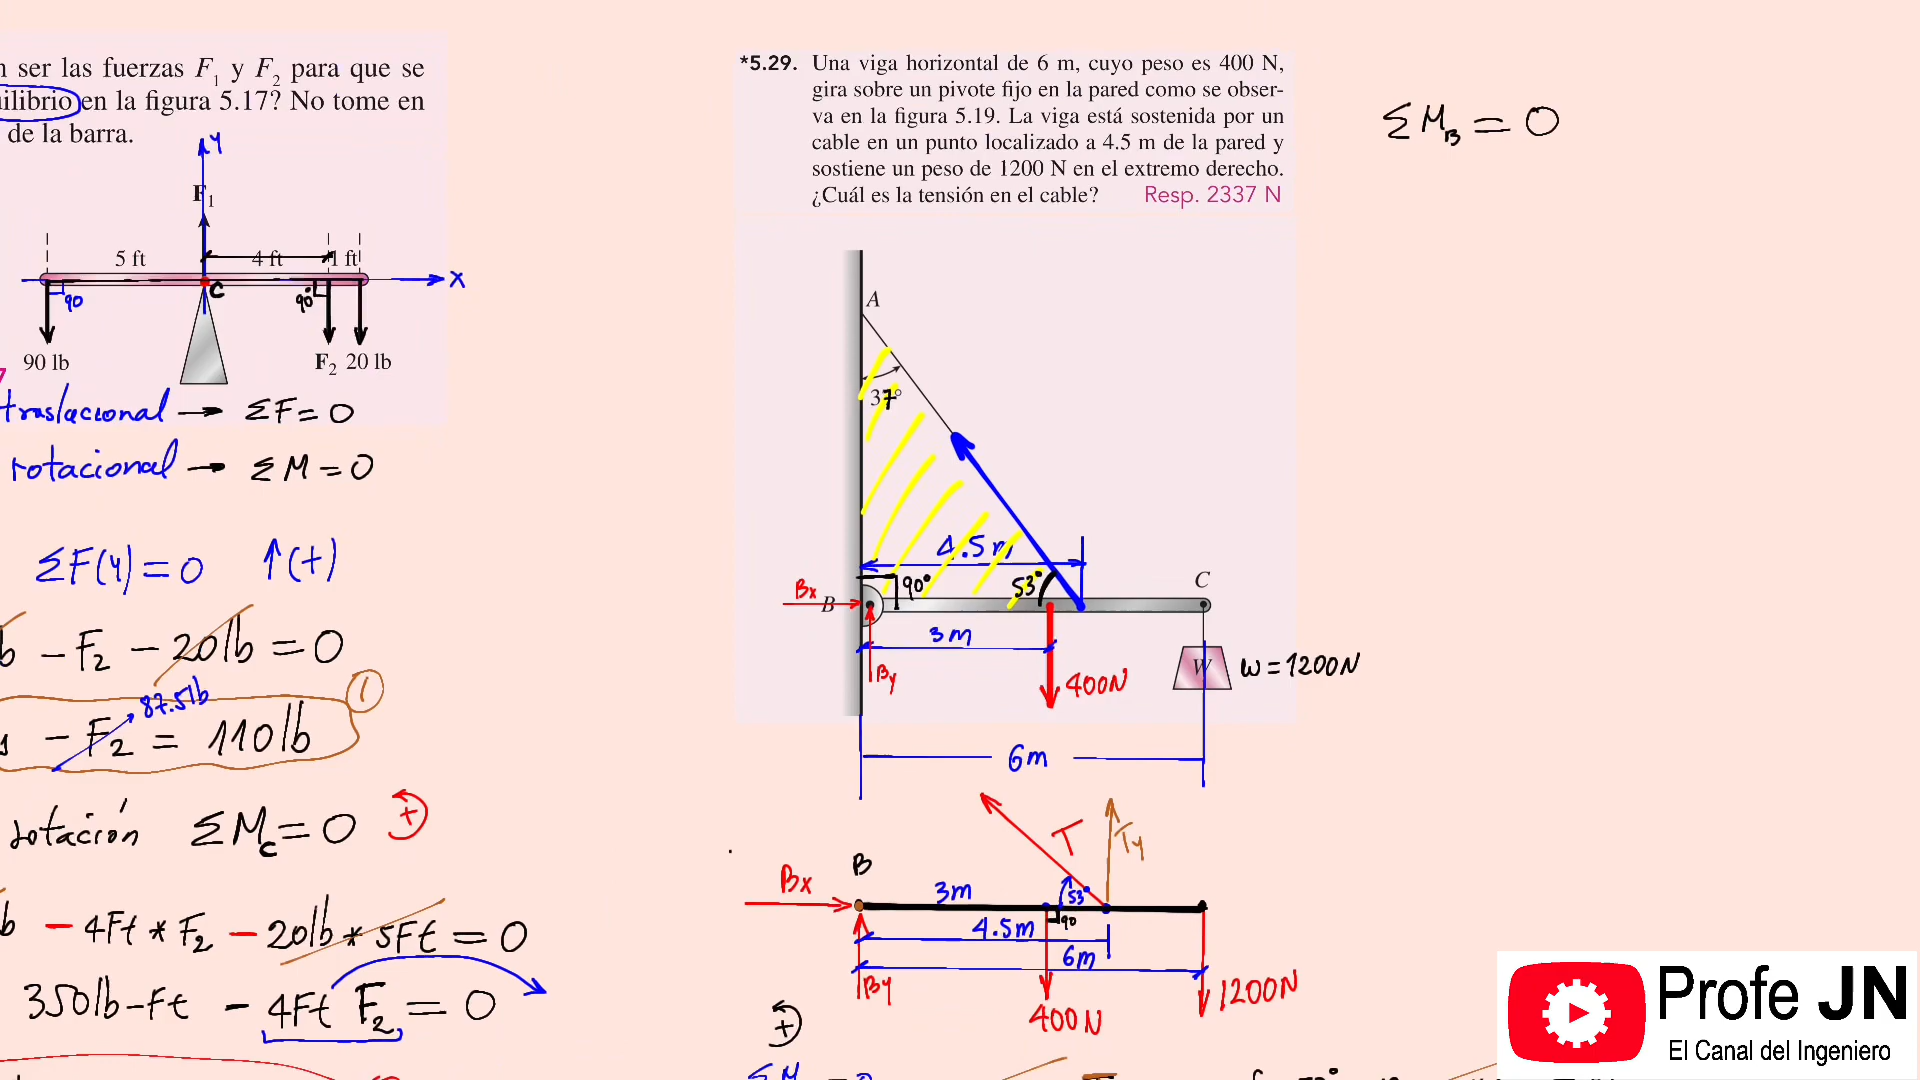 n ser las fuerzas F1 y F2 para que se
uilibrio en la figura 5.17? No tome en
de la barra.
Y
F1
5 ft 4 ft 1 ft
X
C
90 90°
90 lb F2 20 lb
7
traslacional → ΣF = 0
rotacional → ΣM = 0
ΣF(y) = 0 ↑(+)
b - F2 - 20lb = 0
87.5lb
1
- F2 = 110lb
rotación ΣMC = 0 +
b - 4Ft * F2 - 20lb * 5Ft = 0
350lb-Ft - 4Ft F2 = 0
*5.29. Una viga horizontal de 6 m, cuyo peso es 400 N,
gira sobre un pivote fijo en la pared como se obser-
va en la figura 5.19. La viga está sostenida por un
cable en un punto localizado a 4.5 m de la pared y
sostiene un peso de 1200 N en el extremo derecho.
¿Cuál es la tensión en el cable? Resp. 2337 N
A
37°
4.5 m
90° 53° C
Bx B
3m
By 400N W w = 1200N
6m
T Ty
B
Bx 3m 53°
90
4.5m
6m
By 1200N
400N
+
ΣM
ΣMB = 0
Profe JN
El Canal del Ingeniero